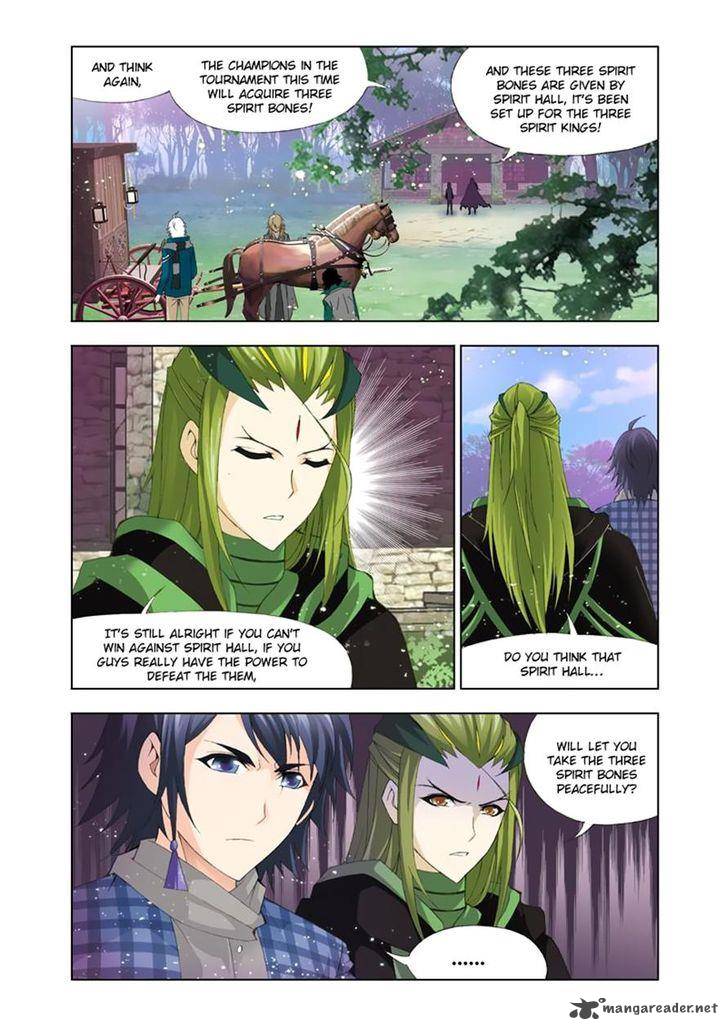 AND THINK
AGAIN,
THE CHAMPIONS IN THE
TOURNAMENT THIS TIME
WILL ACQUIRE THREE
SPIRIT BONES!
AND THESE THREE SPIRIT
BONES ARE GIVEN BY
SPIRIT HALL, IT'S BEEN
SET UP FOR THE THREE
SPIRIT KINGS!
IT'S STILL ALRIGHT IF YOU CAN'T
WIN AGAINST SPIRIT HALL, IF YOU
GUYS REALLY HAVE THE POWER TO
DEFEAT THE THEM,
DO YOU THINK THAT
SPIRIT HALL...
WILL LET YOU
TAKE THE THREE
SPIRIT BONES
PEACEFULLY?
......
mangareader.net